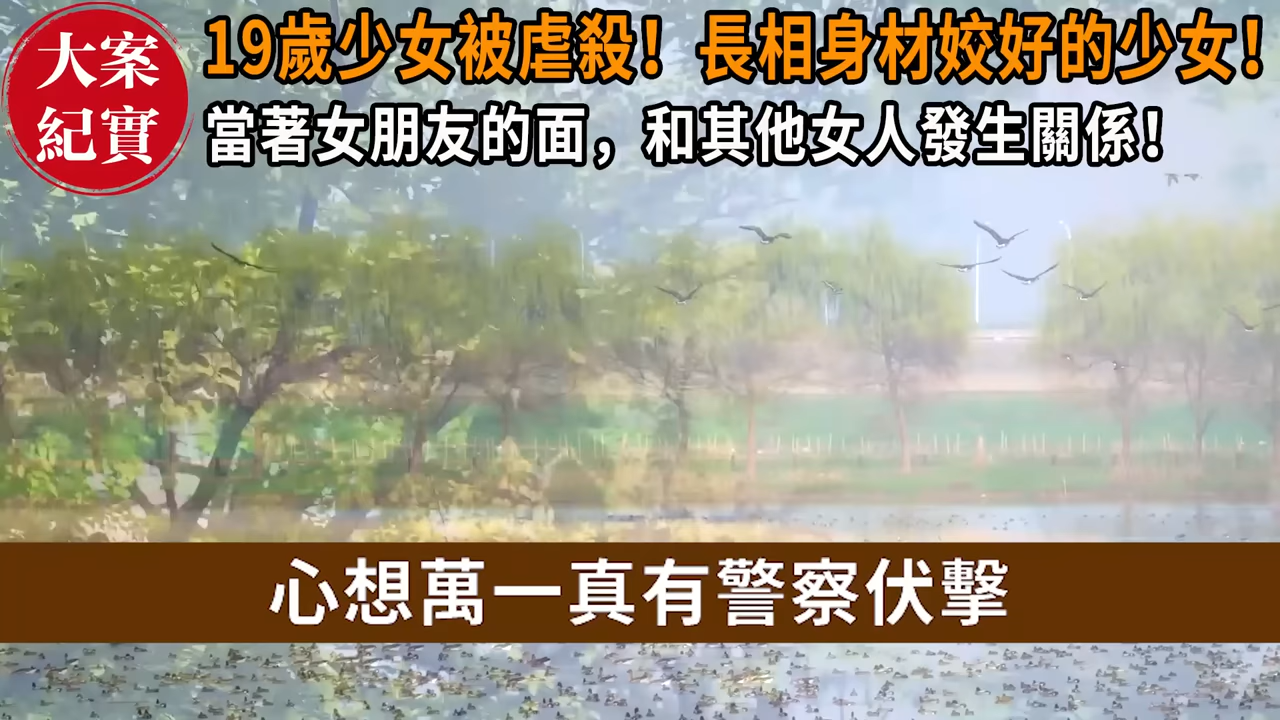 大案
紀實
19歲少女被虐殺！長相身材姣好的少女！
當著女朋友的面，和其他女人發生關係！
心想萬一真有警察伏擊